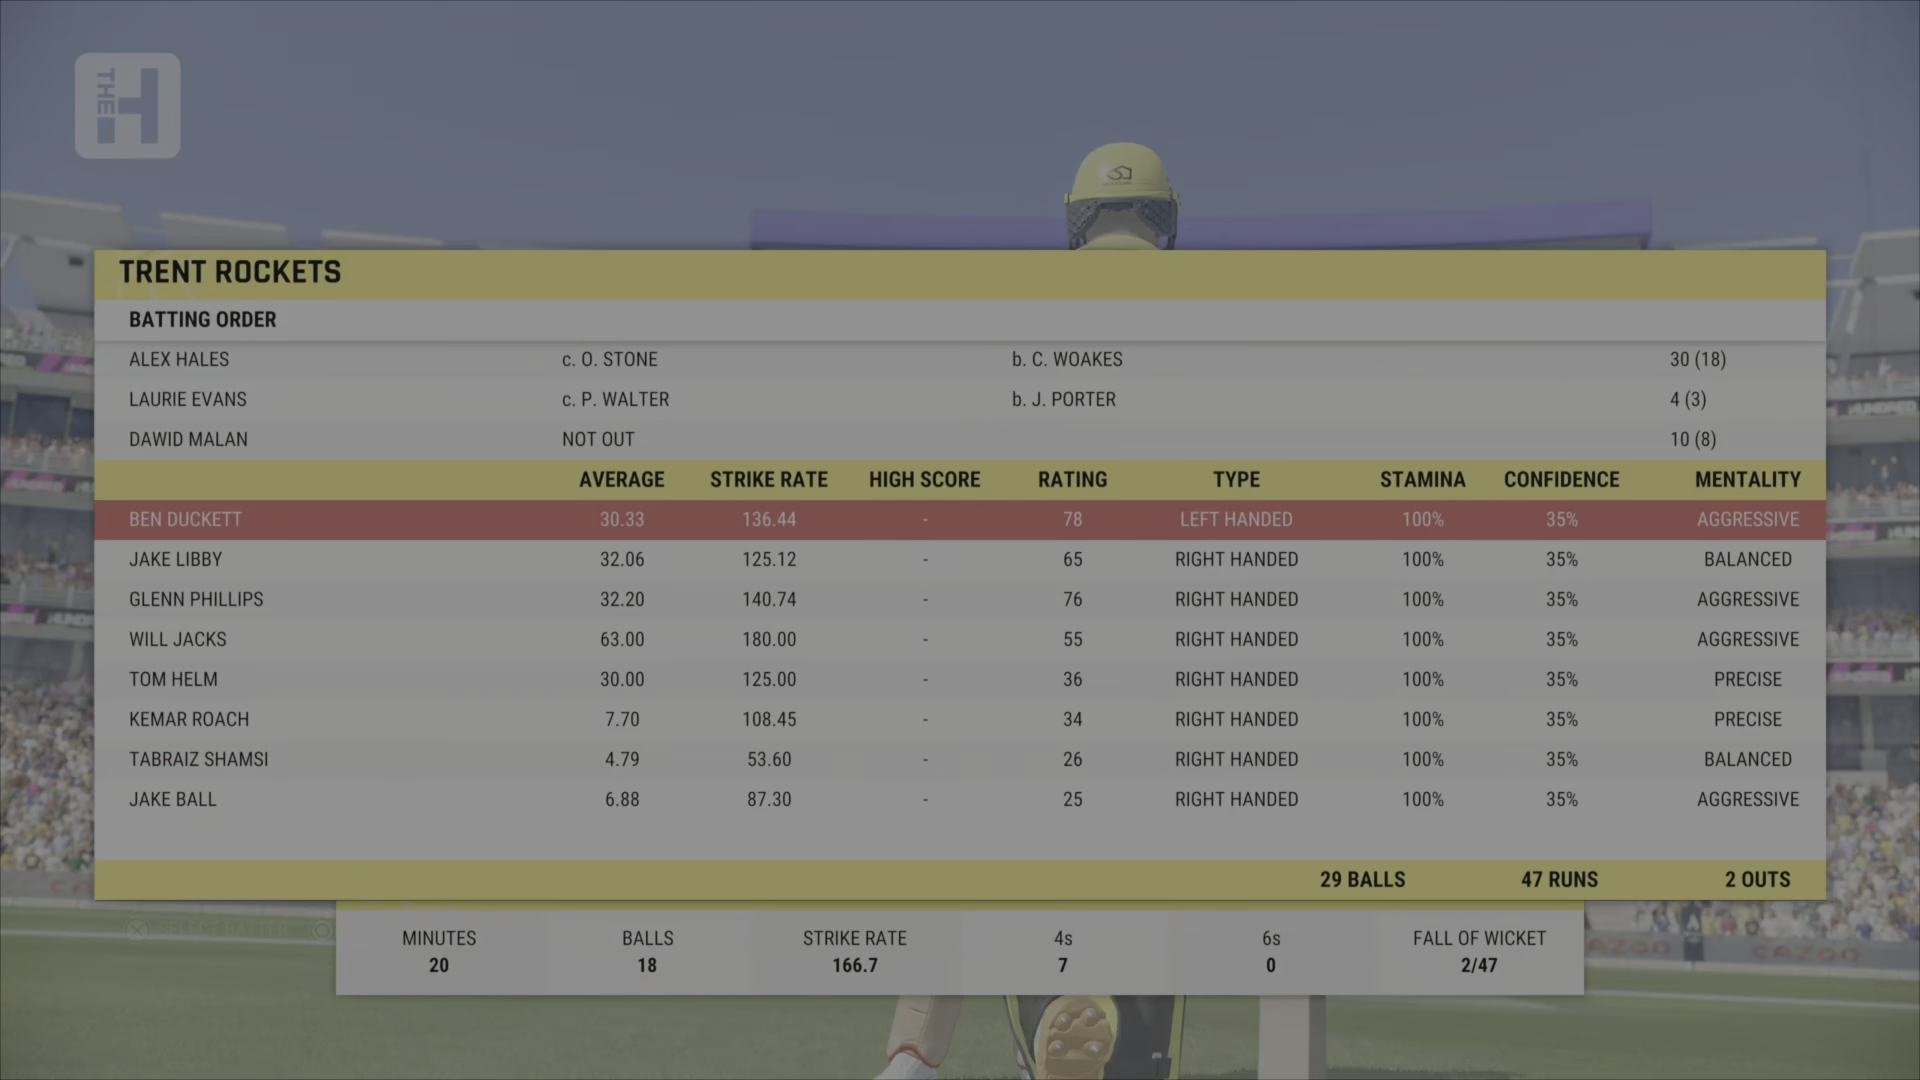 THE H
TRENT ROCKETS
BATTING ORDER
ALEX HALES c. O. STONE b. C. WOAKES 30 (18)
LAURIE EVANS c. P. WALTER b. J. PORTER 4 (3)
DAWID MALAN NOT OUT 10 (8)
AVERAGE STRIKE RATE HIGH SCORE RATING TYPE STAMINA CONFIDENCE MENTALITY
BEN DUCKETT 30.33 136.44 - 78 LEFT HANDED 100% 35% AGGRESSIVE
JAKE LIBBY 32.06 125.12 - 65 RIGHT HANDED 100% 35% BALANCED
GLENN PHILLIPS 32.20 140.74 - 76 RIGHT HANDED 100% 35% AGGRESSIVE
WILL JACKS 63.00 180.00 - 55 RIGHT HANDED 100% 35% AGGRESSIVE
TOM HELM 30.00 125.00 - 36 RIGHT HANDED 100% 35% PRECISE
KEMAR ROACH 7.70 108.45 - 34 RIGHT HANDED 100% 35% PRECISE
TABRAIZ SHAMSI 4.79 53.60 - 26 RIGHT HANDED 100% 35% BALANCED
JAKE BALL 6.88 87.30 - 25 RIGHT HANDED 100% 35% AGGRESSIVE
29 BALLS 47 RUNS 2 OUTS
SELECT BATTER
MINUTES BALLS STRIKE RATE 4s 6s FALL OF WICKET
20 18 166.7 7 0 2/47
CAZOO CAZOO